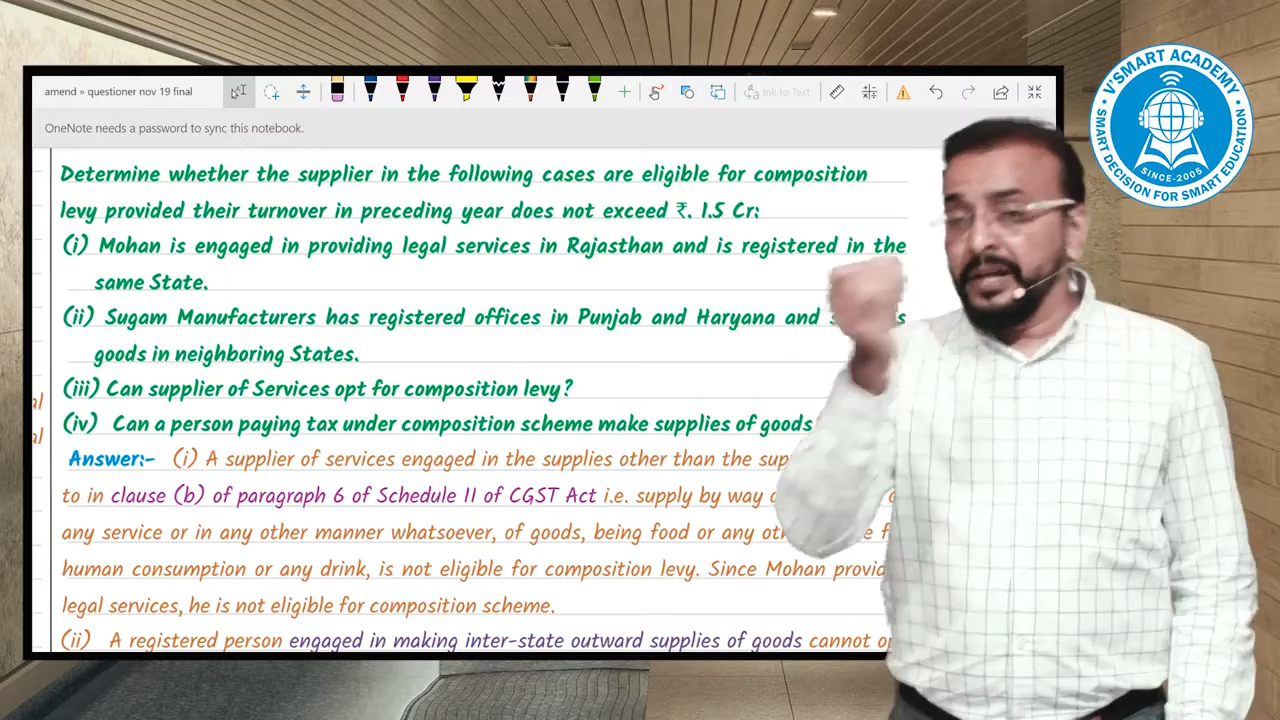 amend » questioner nov 19 final
Ink to Text
OneNote needs a password to sync this notebook.
Determine whether the supplier in the following cases are eligible for composition
levy provided their turnover in preceding year does not exceed ₹. 1.5 Cr:
(i) Mohan is engaged in providing legal services in Rajasthan and is registered in the
same State.
(ii) Sugam Manufacturers has registered offices in Punjab and Haryana and
goods in neighboring States.
(iii) Can supplier of Services opt for composition levy?
(iv) Can a person paying tax under composition scheme make supplies of goods
Answer:- (i) A supplier of services engaged in the supplies other than the
to in clause (b) of paragraph 6 of Schedule II of CGST Act i.e. supply by way
any service or in any other manner whatsoever, of goods, being food or any
human consumption or any drink, is not eligible for composition levy. Since Mohan
legal services, he is not eligible for composition scheme.
(ii) A registered person engaged in making inter-state outward supplies of goods cannot
V'SMART ACADEMY
SINCE-2005
SMART DECISION FOR SMART EDUCATION